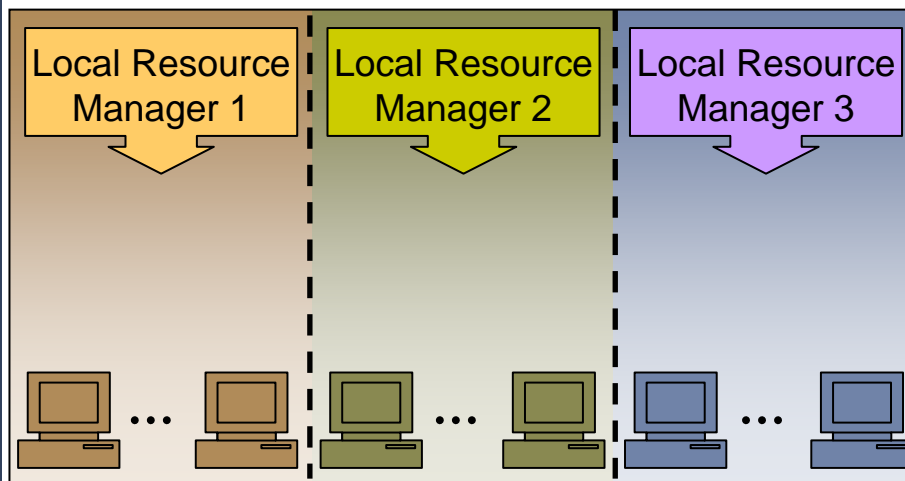 Local Resource
Manager 1
Local Resource
Manager 2
Local Resource
Manager 3
...
...
...